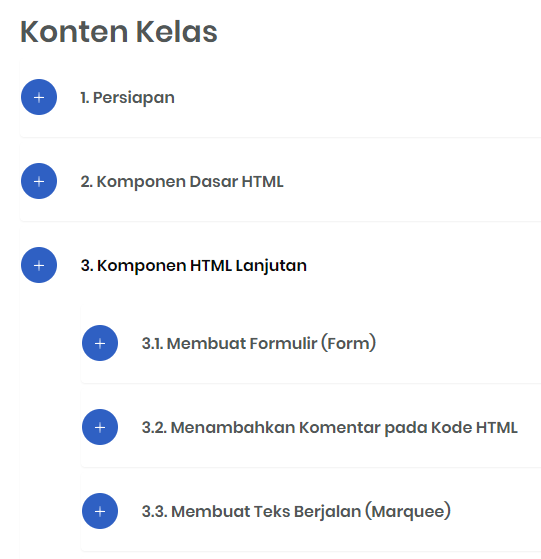 Konten Kelas
1. Persiapan
2. Komponen Dasar HTML
3. Komponen HTML Lanjutan
3.1. Membuat Formulir (Form)
3.2. Menambahkan Komentar pada Kode HTML
3.3. Membuat Teks Berjalan (Marquee)